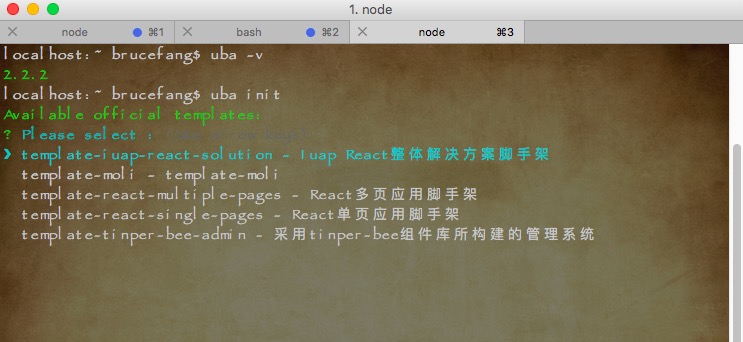 1. node
node ⌘1
bash ⌘2
node ⌘3
localhost:~ brucefang$ uba -v
2.2.2
localhost:~ brucefang$ uba init
Available official templates:
? Please select :
❯ template-iuap-react-solution - Iuap React整体解决方案脚手架
template-moli - template-moli
template-react-multiple-pages - React多页应用脚手架
template-react-single-pages - React单页应用脚手架
template-tinper-bee-admin - 采用tinper-bee组件库所构建的管理系统